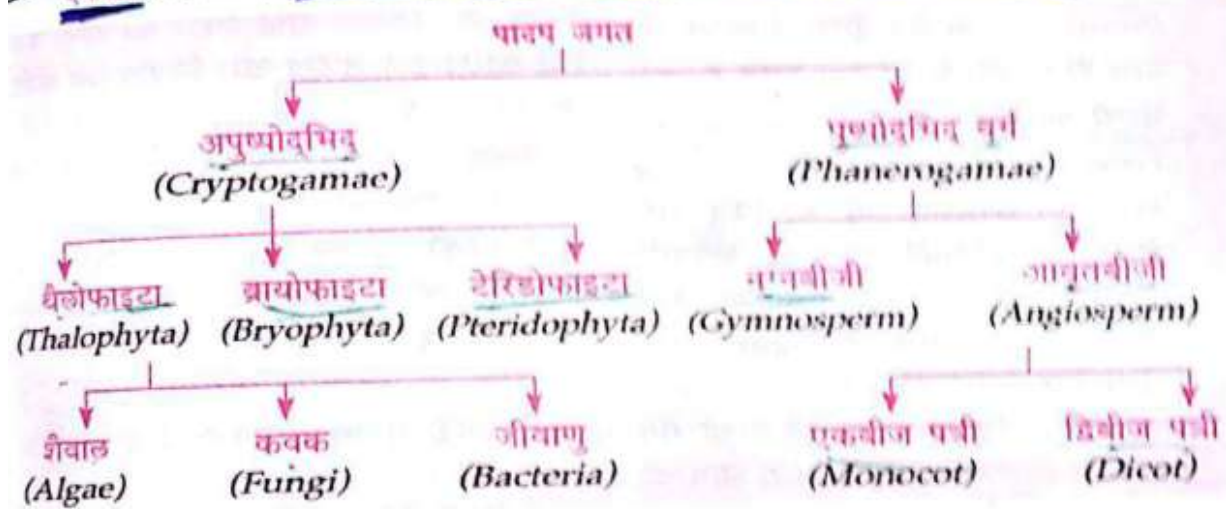 पादप जगत
अपुष्पोद्भिद् पुष्पोद्भिद् वर्ग
(Cryptogamae) (Phanerogamae)
थैलोफाइटा ब्रायोफाइटा टेरिडोफाइटा नग्नबीजी आवृतबीजी
(Thalophyta) (Bryophyta) (Pteridophyta) (Gymnosperm) (Angiosperm)
शैवाल कवक जीवाणु एकबीज पत्री द्विबीज पत्री
(Algae) (Fungi) (Bacteria) (Monocot) (Dicot)